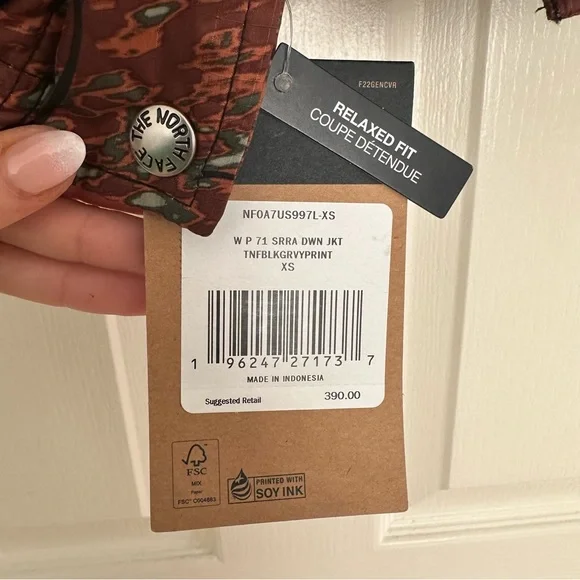 THE NORTH FACE
F22GENCVR
RELAXED FIT
COUPE DÉTENDUE
NF0A7US997L-XS
W P 71 SRRA DWN JKT
TNFBLKGRVYPRINT
XS
1 96247 27173 7
MADE IN INDONESIA
Suggested Retail 390.00
FSC
MIX
Paper
PRINTED WITH
SOY INK